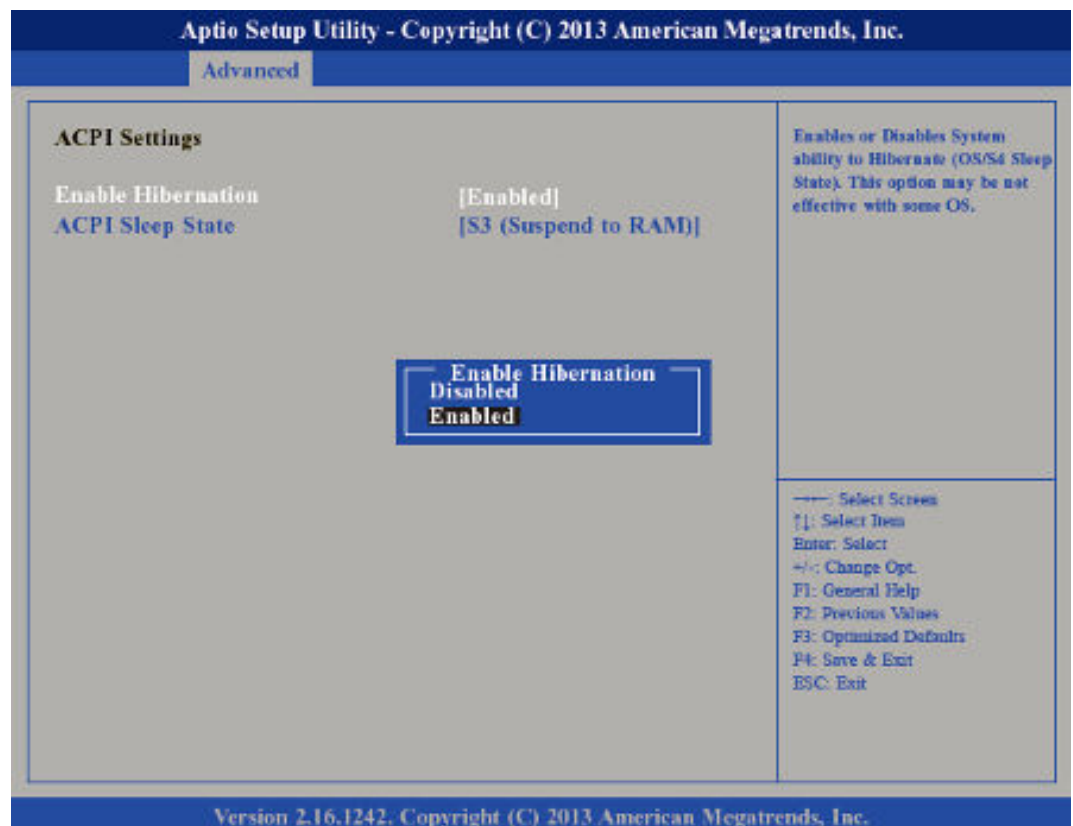 Aptio Setup Utility - Copyright (C) 2013 American Megatrends, Inc.
Advanced
ACPI Settings
Enable Hibernation [Enabled]
ACPI Sleep State [S3 (Suspend to RAM)]
Enables or Disables System
ability to Hibernate (OS/S4 Sleep
State). This option may be not
effective with some OS.
Enable Hibernation
Disabled
Enabled
→←: Select Screen
↑↓: Select Item
Enter: Select
+/-: Change Opt.
F1: General Help
F2: Previous Values
F3: Optimized Defaults
F4: Save & Exit
ESC: Exit
Version 2.16.1242. Copyright (C) 2013 American Megatrends, Inc.